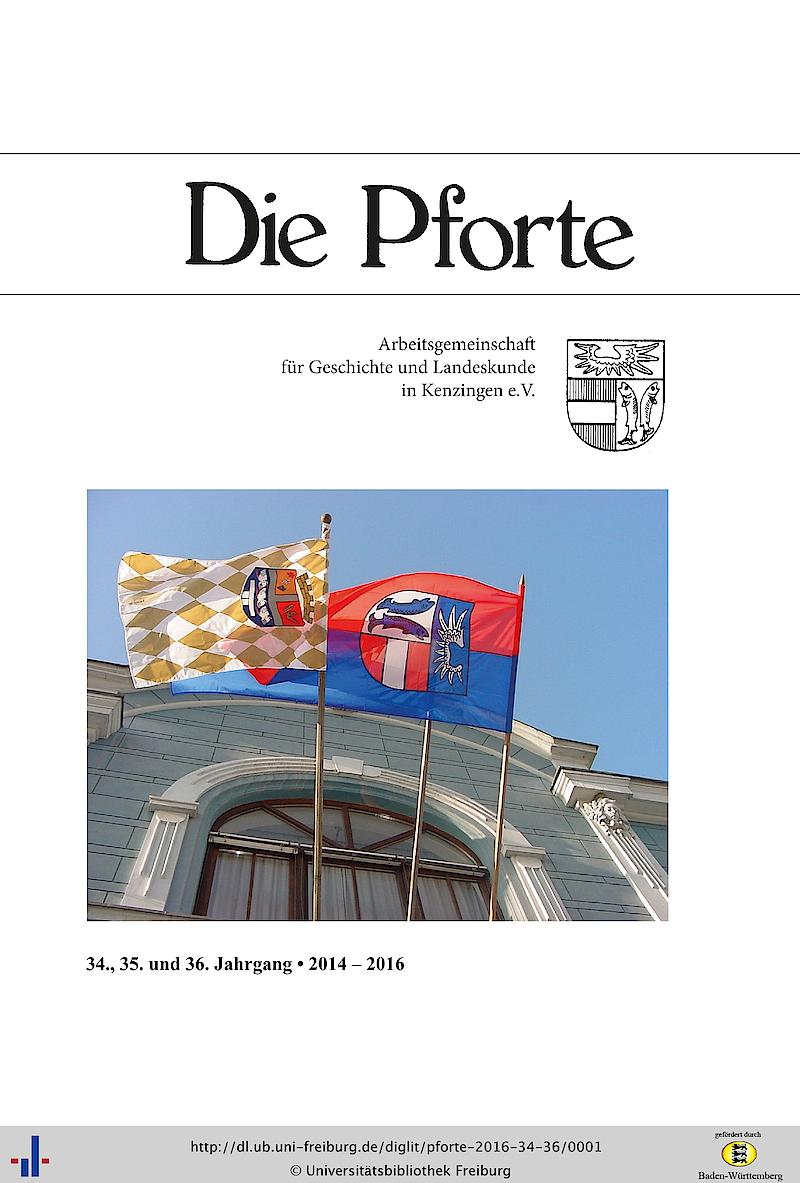 Die Pforte
Arbeitsgemeinschaft
für Geschichte und Landeskunde
in Kenzingen e.V.
34., 35. und 36. Jahrgang • 2014 – 2016
http://dl.ub.uni-freiburg.de/diglit/pforte-2016-34-36/0001
© Universitätsbibliothek Freiburg
gefördert durch
Baden-Württemberg